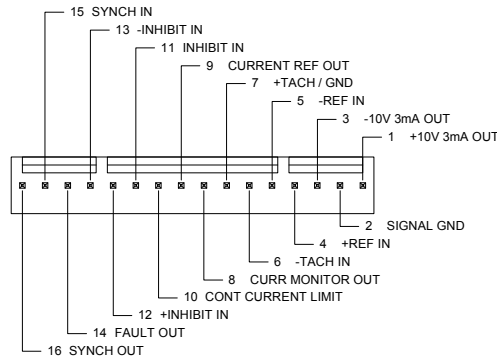 15 SYNCH IN
13 -INHIBIT IN
11 INHIBIT IN
9 CURRENT REF OUT
7 +TACH / GND
5 -REF IN
3 -10V 3mA OUT
1 +10V 3mA OUT
2 SIGNAL GND
4 +REF IN
6 -TACH IN
8 CURR MONITOR OUT
10 CONT CURRENT LIMIT
12 +INHIBIT IN
14 FAULT OUT
16 SYNCH OUT